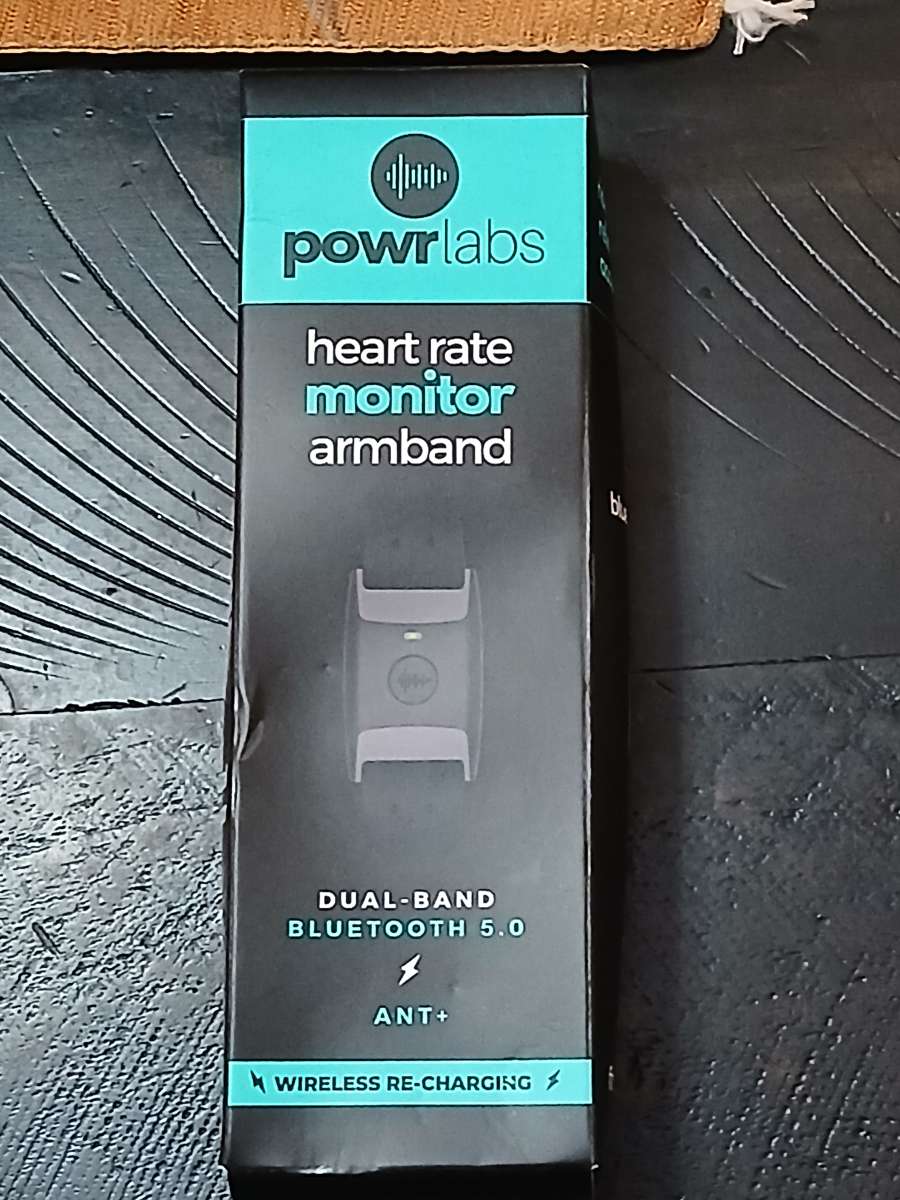 powrlabs
heart rate
monitor
armband
DUAL-BAND
BLUETOOTH 5.0
ANT+
WIRELESS RE-CHARGING